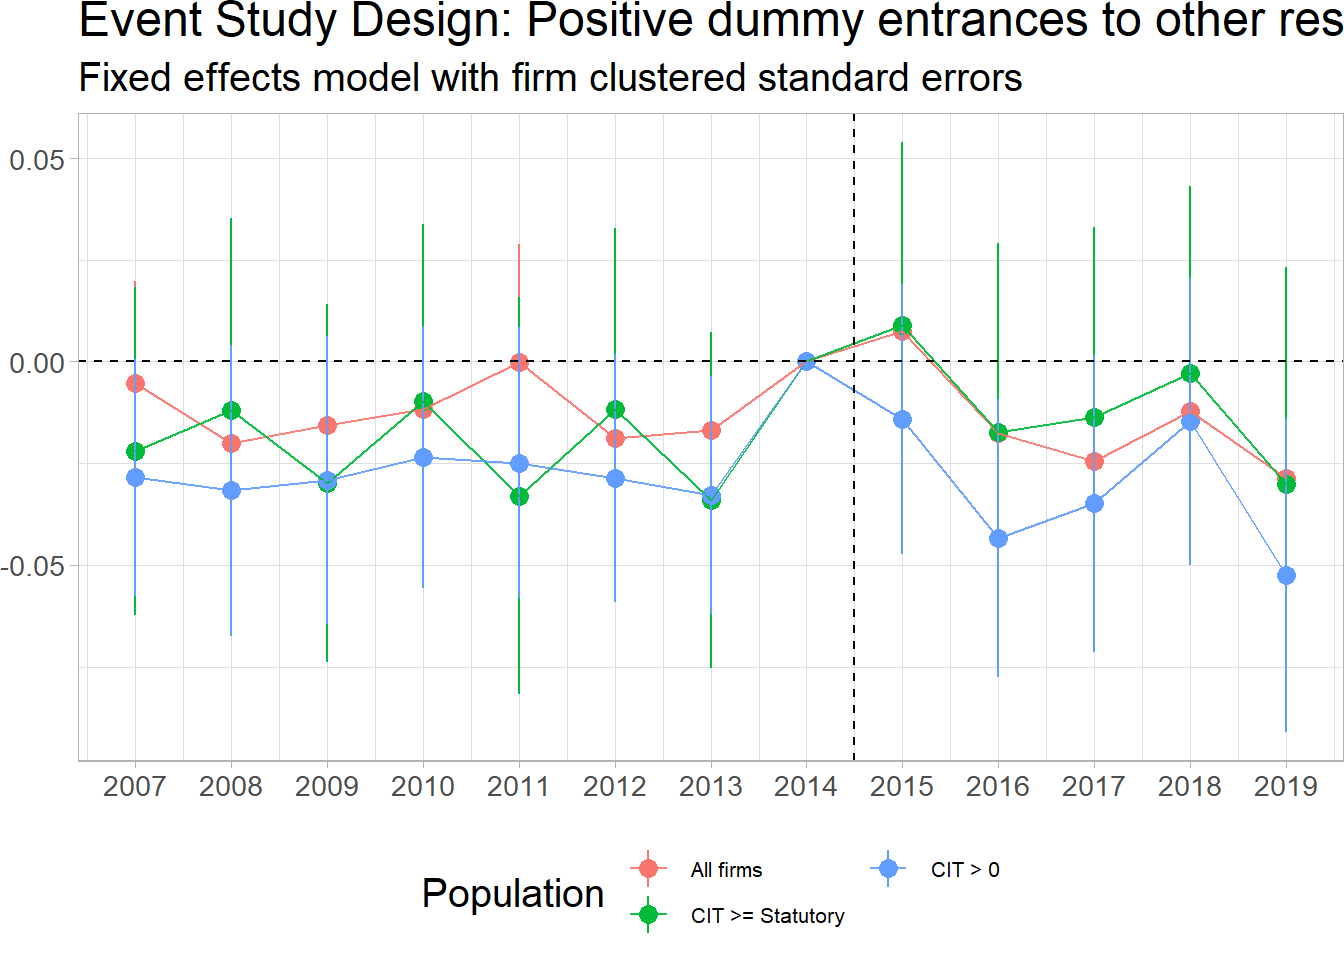 Event Study Design: Positive dummy entrances to other res
Fixed effects model with firm clustered standard errors
0.05
0.00
-0.05
2007 2008 2009 2010 2011 2012 2013 2014 2015 2016 2017 2018 2019
Population
All firms
CIT > 0
CIT >= Statutory